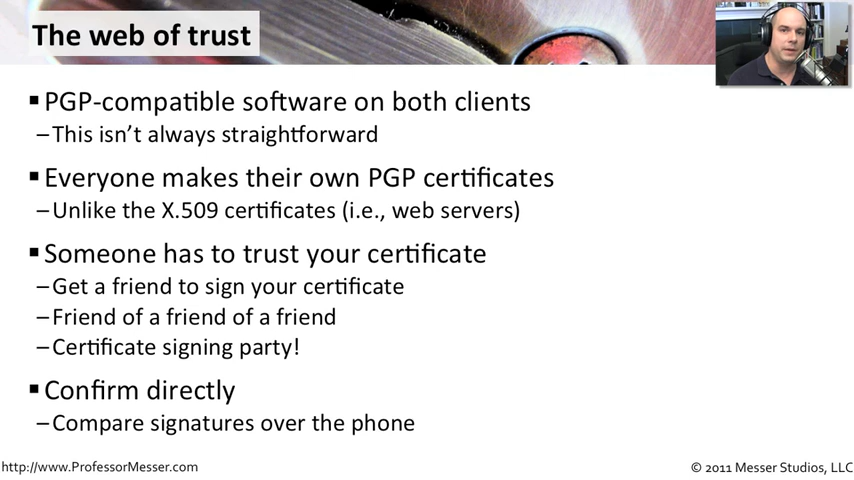 The web of trust
▪PGP-compatible software on both clients
–This isn't always straightforward
▪Everyone makes their own PGP certificates
–Unlike the X.509 certificates (i.e., web servers)
▪Someone has to trust your certificate
–Get a friend to sign your certificate
–Friend of a friend of a friend
–Certificate signing party!
▪Confirm directly
–Compare signatures over the phone
http://www.ProfessorMesser.com
© 2011 Messer Studios, LLC